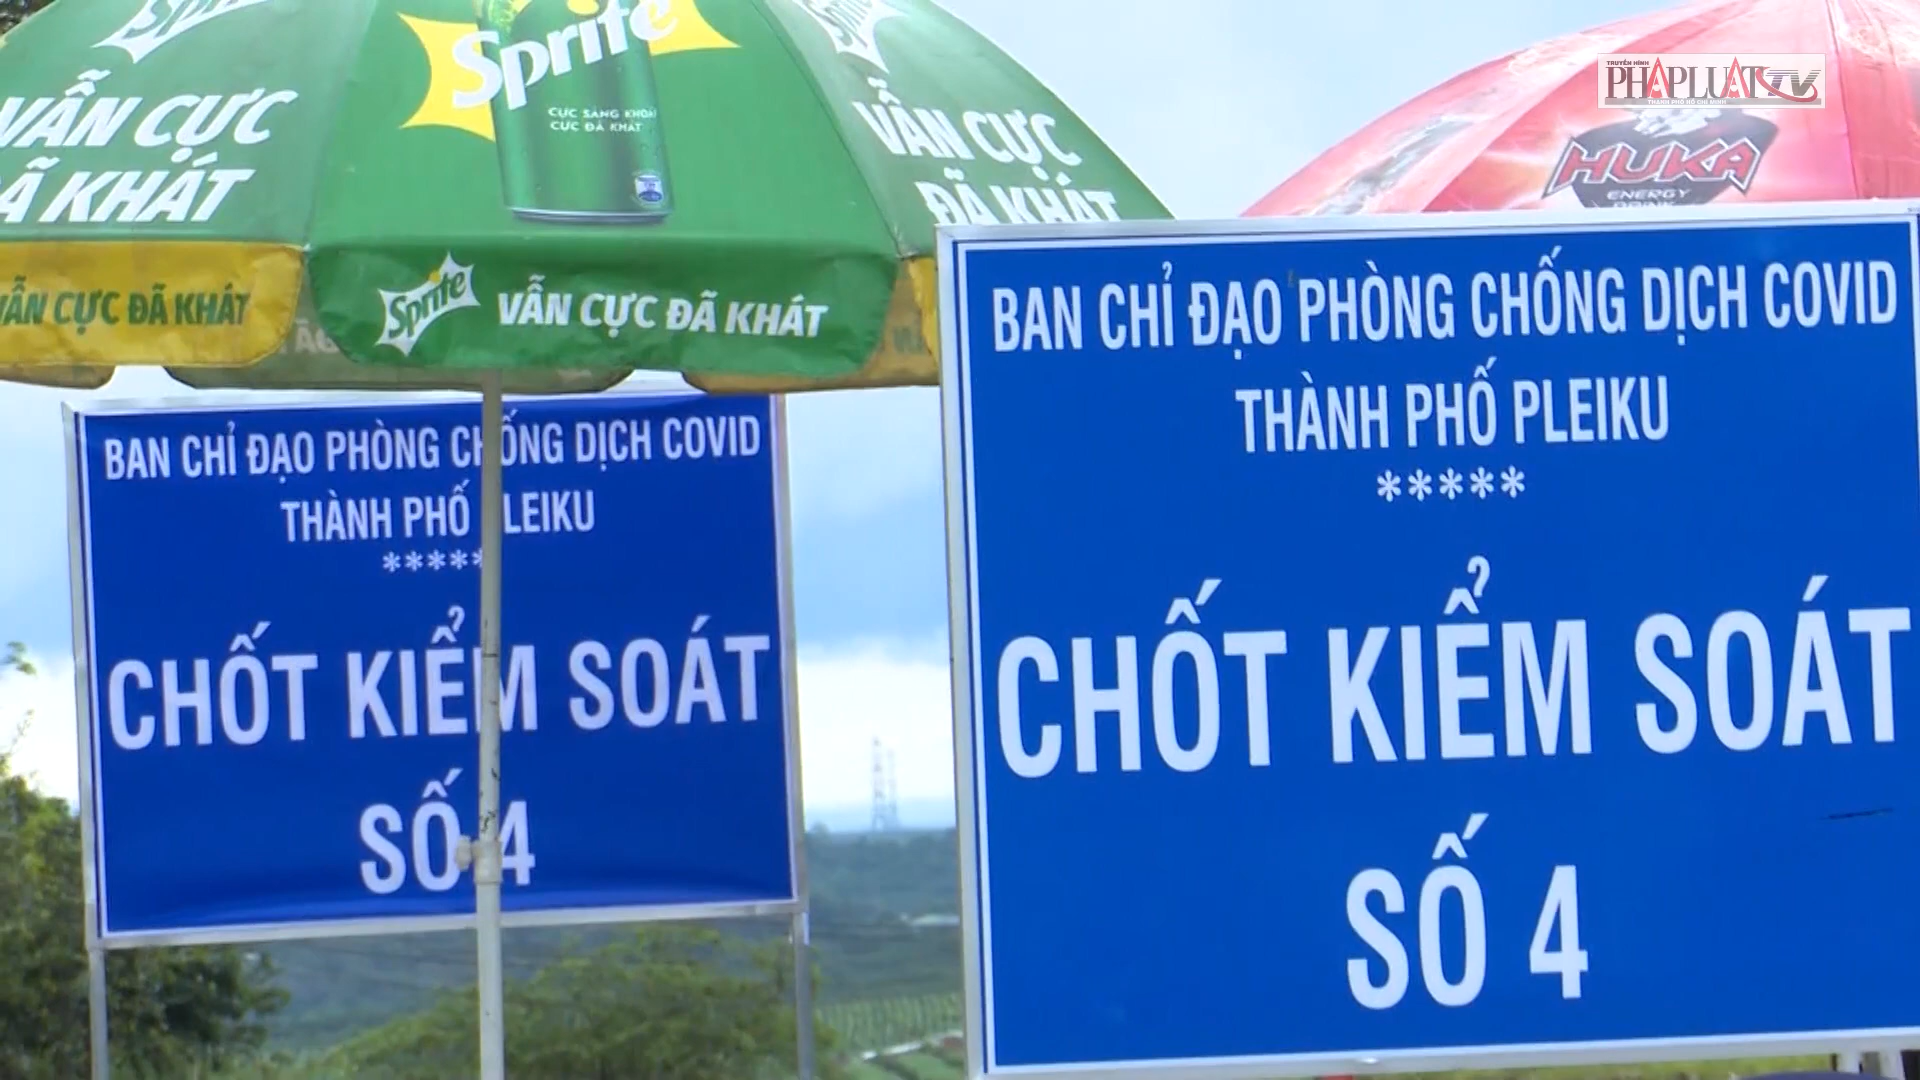 Sprite
CỰC SẢNG KHOÁI
CỰC ĐÃ KHÁT
VẪN CỰC
ĐÃ KHÁT
VẪN CỰC
ĐÃ KHÁT
VẪN CỰC ĐÃ KHÁT
Sprite VẪN CỰC ĐÃ KHÁT
TRUYỀN HÌNH
PHÁP LUẬT TV
THÀNH PHỐ HỒ CHÍ MINH
HUKA
ENERGY
DRINK
BAN CHỈ ĐẠO PHÒNG CHỐNG DỊCH COVID
THÀNH PHỐ PLEIKU
*****
CHỐT KIỂM SOÁT
SỐ 4
BAN CHỈ ĐẠO PHÒNG CHỐNG DỊCH COVID
THÀNH PHỐ PLEIKU
*****
CHỐT KIỂM SOÁT
SỐ 4